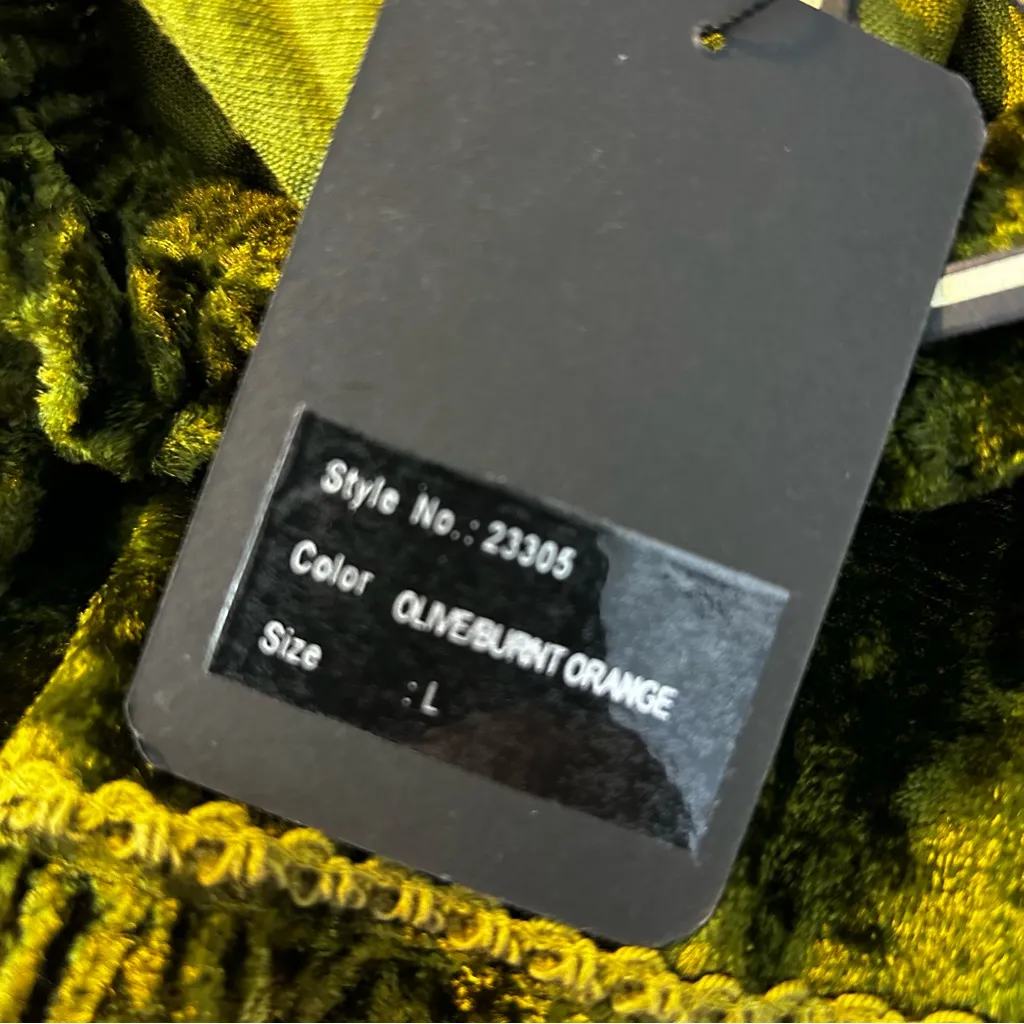 Style No.: 23305
Color OLIVE/BURNT ORANGE
Size : L